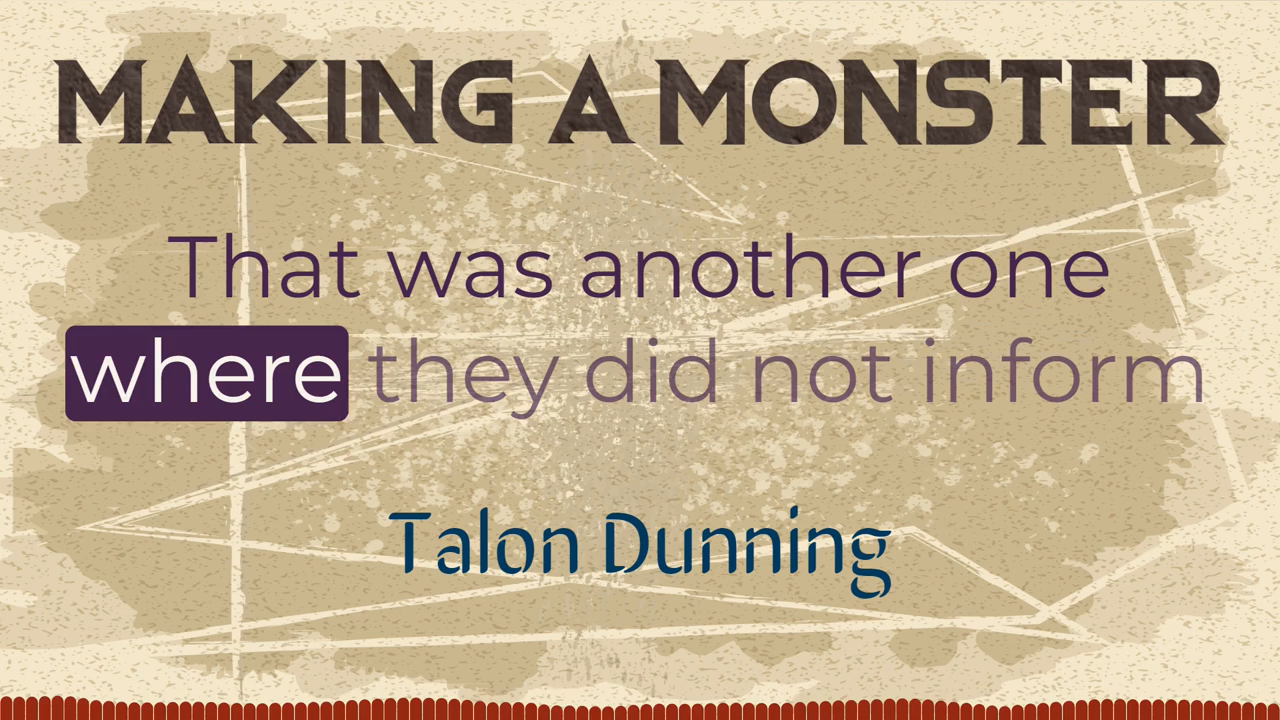 MAKING A MONSTER
That was another one
where they did not inform
Talon Dunning